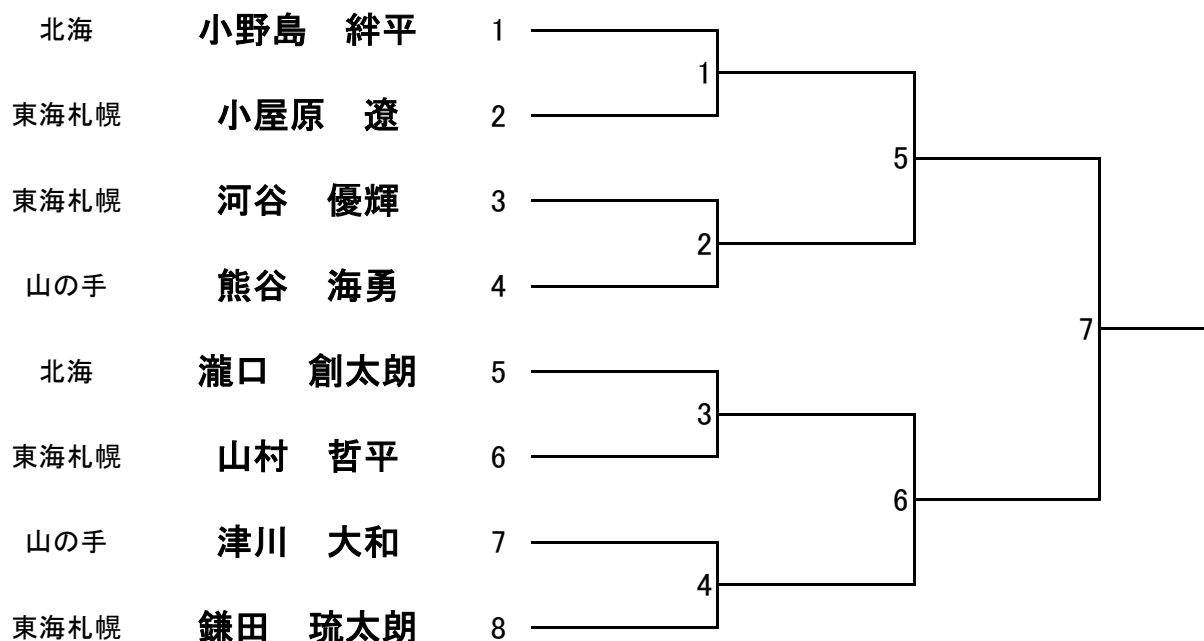 北海 小野島 絆平 1
1
東海札幌 小屋原 遼 2
5
東海札幌 河谷 優輝 3
2
山の手 熊谷 海勇 4
7
北海 瀧口 創太朗 5
3
東海札幌 山村 哲平 6
6
山の手 津川 大和 7
4
東海札幌 鎌田 琉太朗 8